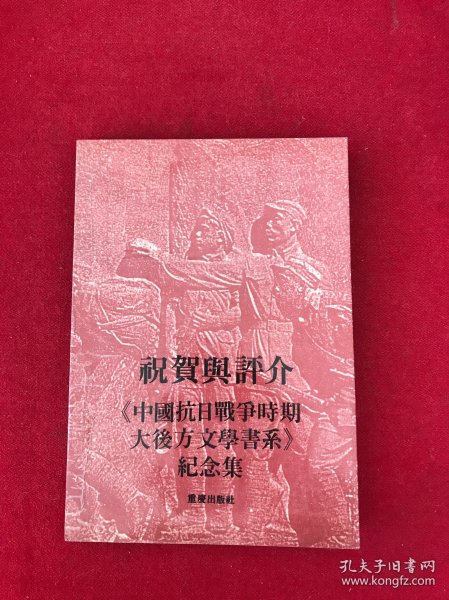 祝賀與評介
《中國抗日戰爭時期
大後方文學書系》
紀念集
重慶出版社
孔夫子旧书网
www.kongfz.com